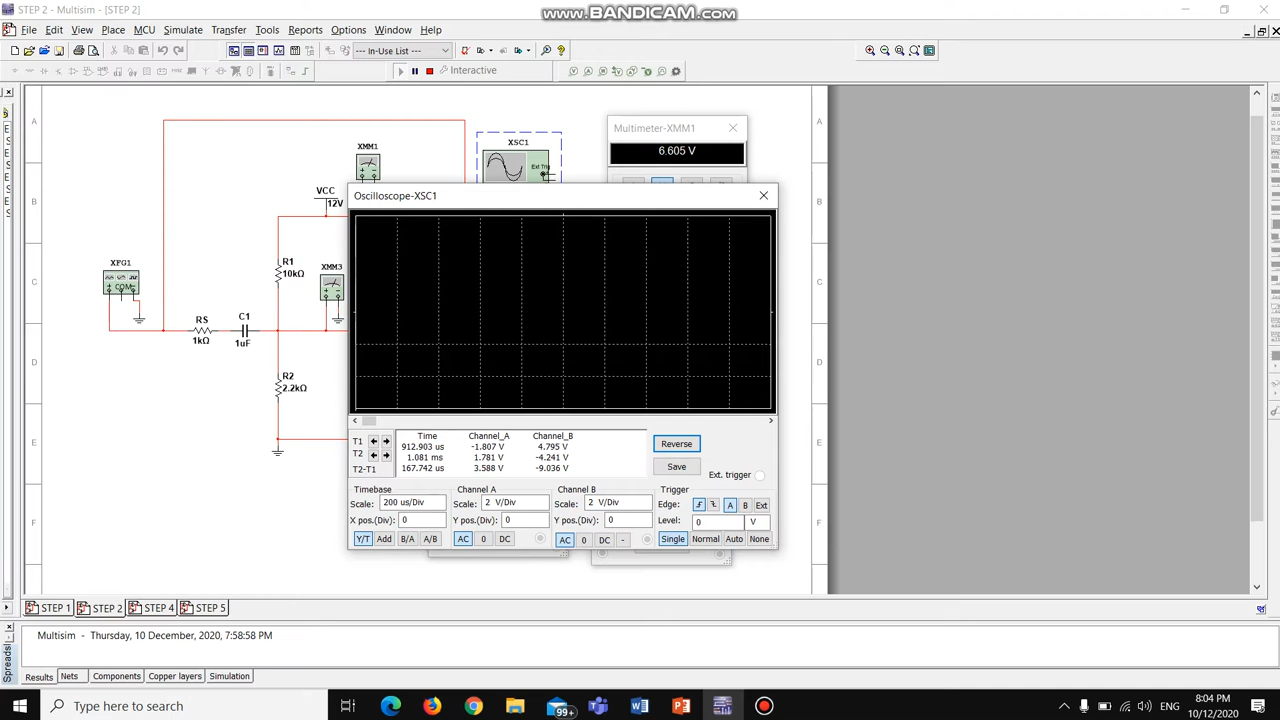 STEP 2 - Multisim - [STEP 2]
www.BANDICAM.com
File Edit View Place MCU Simulate Transfer Tools Reports Options Window Help
--- In-Use List ---
Interactive
A
A
XMM1
XSC1
Ext Trig
Multimeter-XMM1
6.605 V
Oscilloscope-XSC1
B
B
VCC
12V
XFG1
COM
R1
10kΩ
XMM3
C
C
RS
1kΩ
C1
1uF
D
D
R2
2.2kΩ
E
E
Time Channel_A Channel_B
T1 912.903 us -1.807 V 4.795 V
T2 1.081 ms 1.781 V -4.241 V
T2-T1 167.742 us 3.588 V -9.036 V
Reverse
Save
Ext. trigger
Timebase Channel A Channel B Trigger
Scale: 200 us/Div Scale: 2 V/Div Scale: 2 V/Div Edge: A B Ext
X pos.(Div): 0 Y pos.(Div): 0 Y pos.(Div): 0 Level: 0 V
Y/T Add B/A A/B AC 0 DC AC 0 DC - Single Normal Auto None
F
F
STEP 1 STEP 2 STEP 4 STEP 5
Multisim - Thursday, 10 December, 2020, 7:58:58 PM
Spreads
Results Nets Components Copper layers Simulation
Type here to search
99+
ENG
8:04 PM
10/12/2020